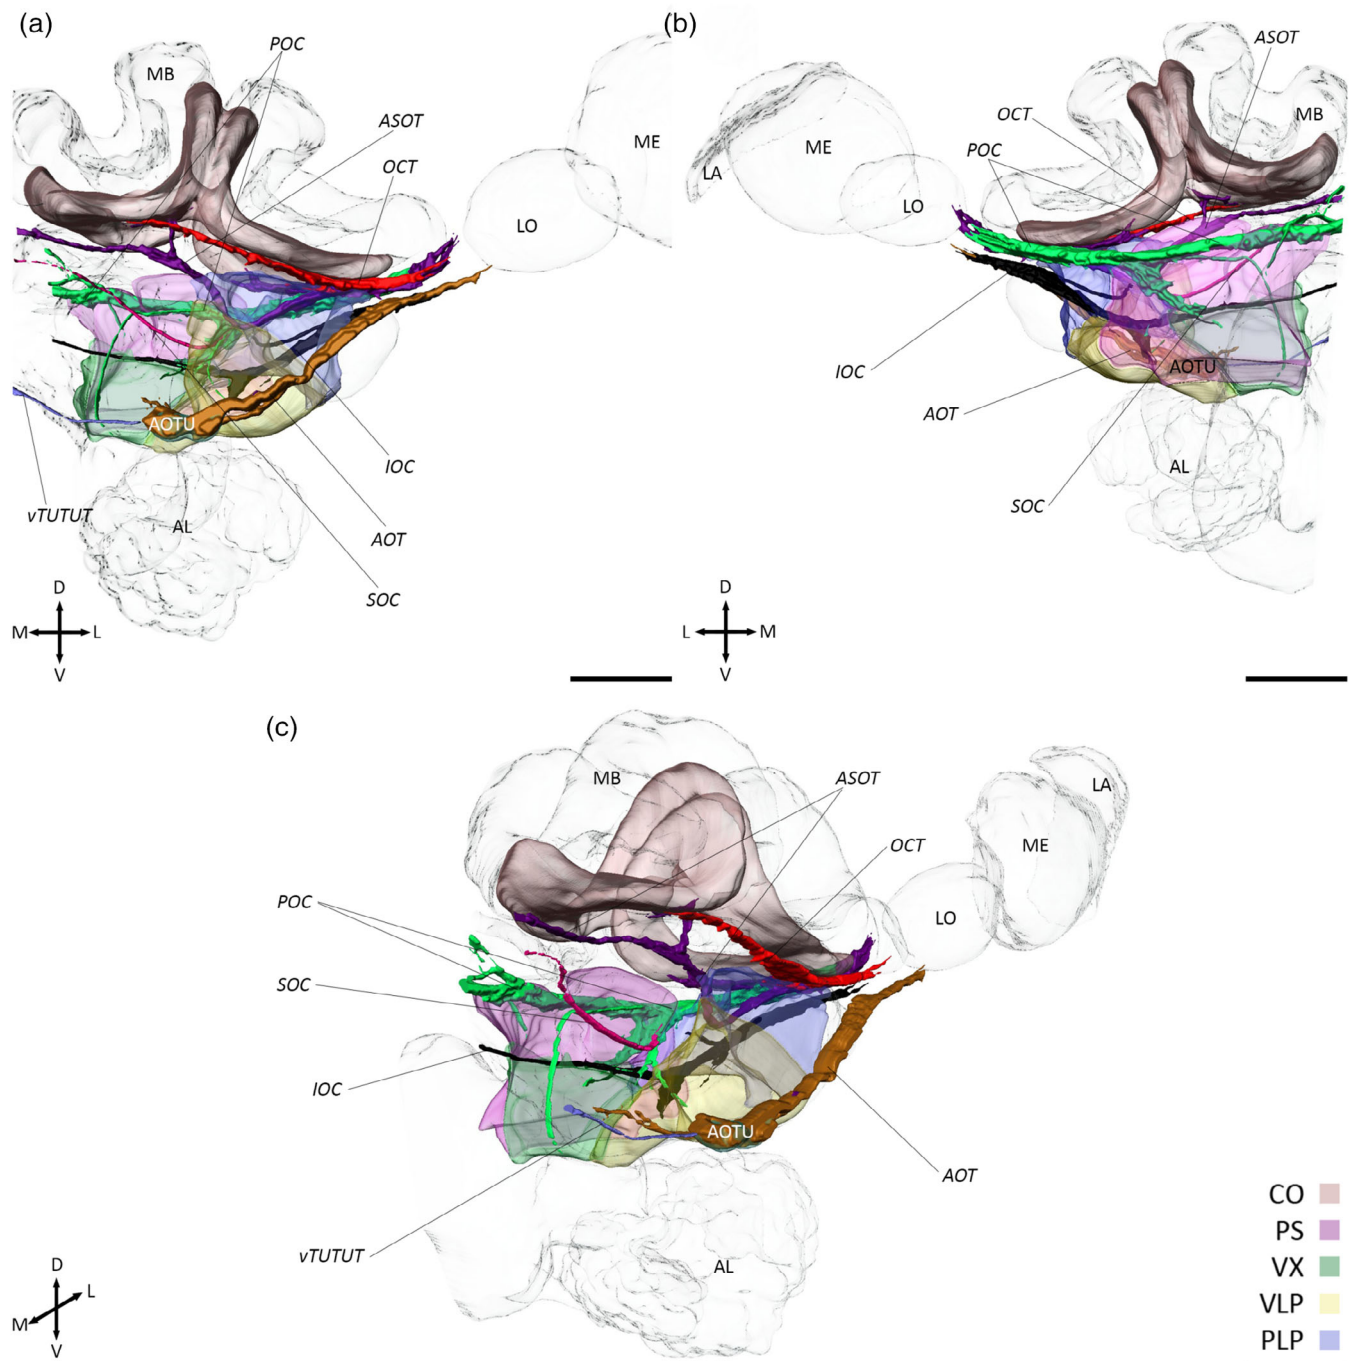 (a)
POC
MB
ASOT
OCT
ME
LO
AOTU
IOC
vTUTUT
AL
AOT
SOC
D
M L
V
(b)
ASOT
OCT
MB
POC
ME
LA
LO
IOC
AOTU
AOT
AL
SOC
D
L M
V
(c)
MB
ASOT
LA
OCT
ME
POC
LO
SOC
IOC
AOTU
AOT
vTUTUT
AL
D
L
M
V
CO
PS
VX
VLP
PLP